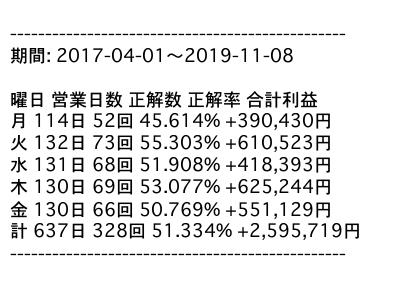 ------------------------------------------------
期間: 2017-04-01～2019-11-08
曜日 営業日数 正解数 正解率 合計利益
月 114日 52回 45.614% +390,430円
火 132日 73回 55.303% +610,523円
水 131日 68回 51.908% +418,393円
木 130日 69回 53.077% +625,244円
金 130日 66回 50.769% +551,129円
計 637日 328回 51.334% +2,595,719円
------------------------------------------------